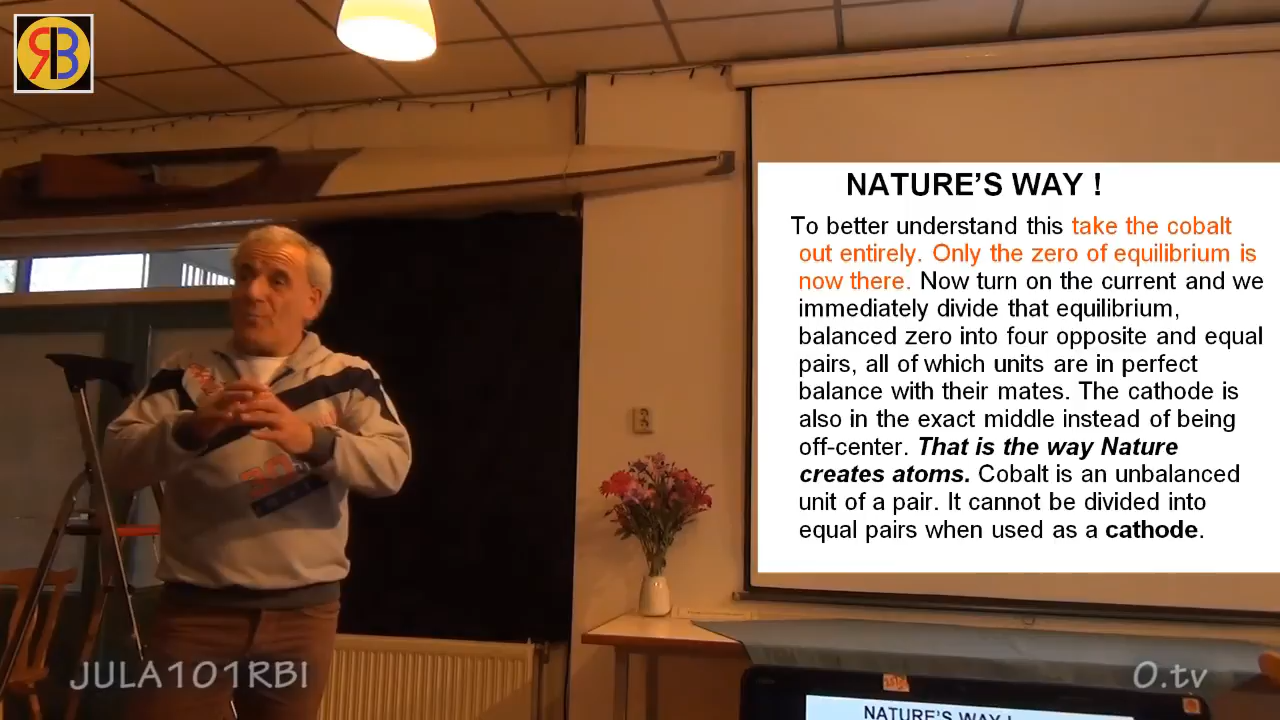 RB
NATURE'S WAY !
To better understand this take the cobalt
out entirely. Only the zero of equilibrium is
now there. Now turn on the current and we
immediately divide that equilibrium,
balanced zero into four opposite and equal
pairs, all of which units are in perfect
balance with their mates. The cathode is
also in the exact middle instead of being
off-center. That is the way Nature
creates atoms. Cobalt is an unbalanced
unit of a pair. It cannot be divided into
equal pairs when used as a cathode.
JULA101RBI
O.tv
NATURE'S WAY !